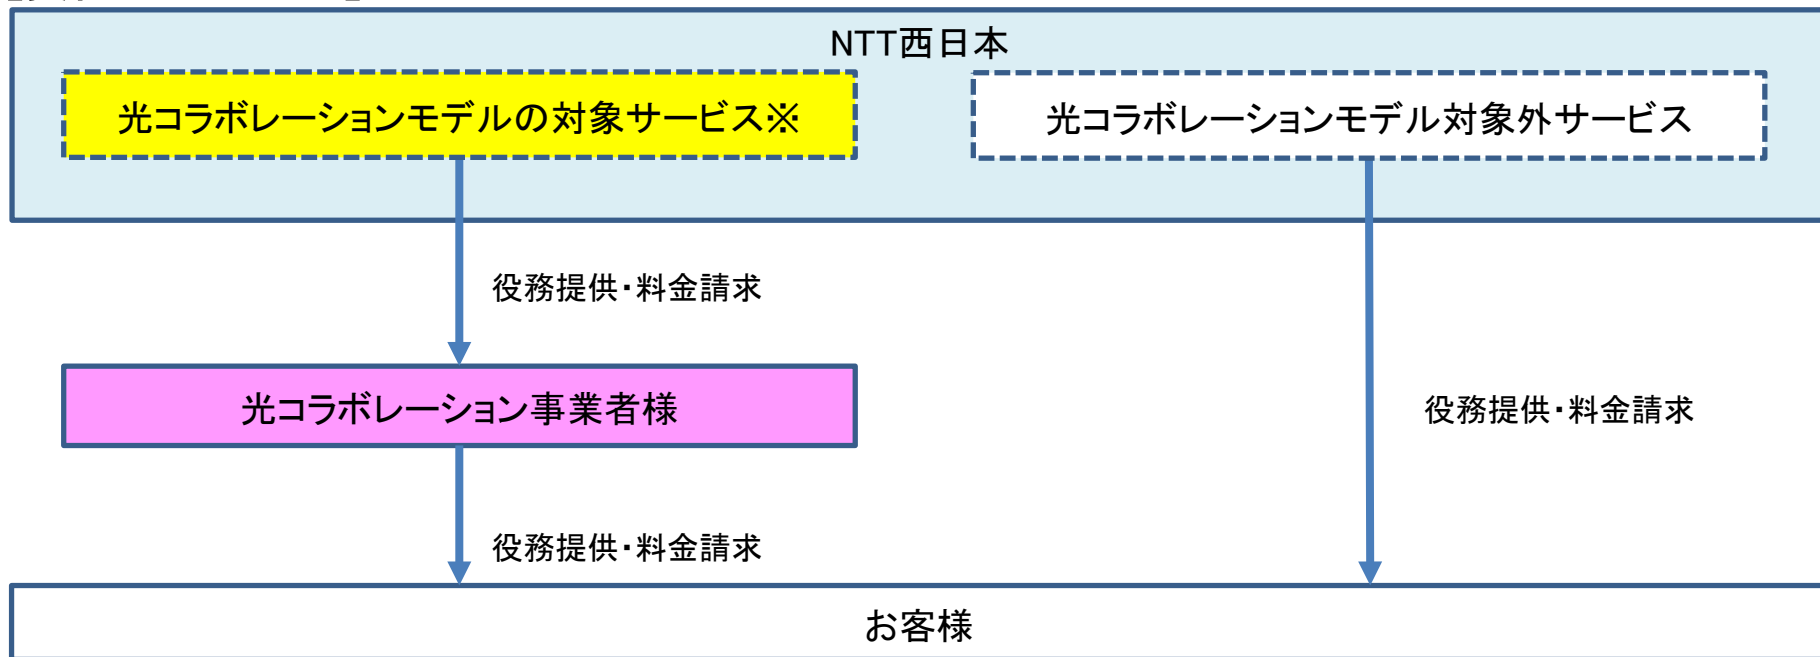 NTT西日本
光コラボレーションモデルの対象サービス※
光コラボレーションモデル対象外サービス
役務提供・料金請求
光コラボレーション事業者様
役務提供・料金請求
役務提供・料金請求
お客様